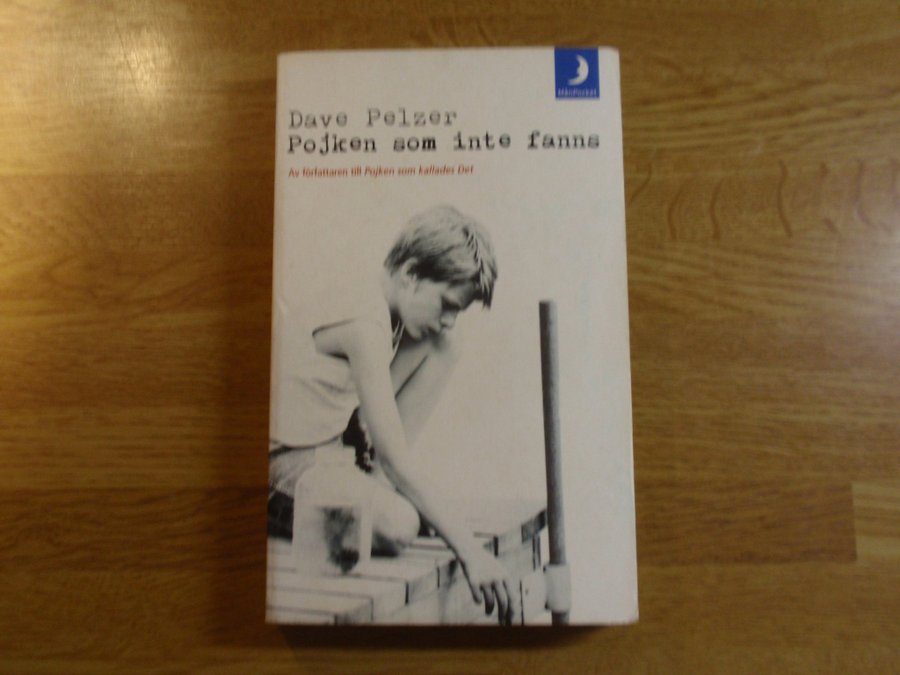 MånPocket
Dave Pelzer
Pojken som inte fanns
Av författaren till Pojken som kallades Det